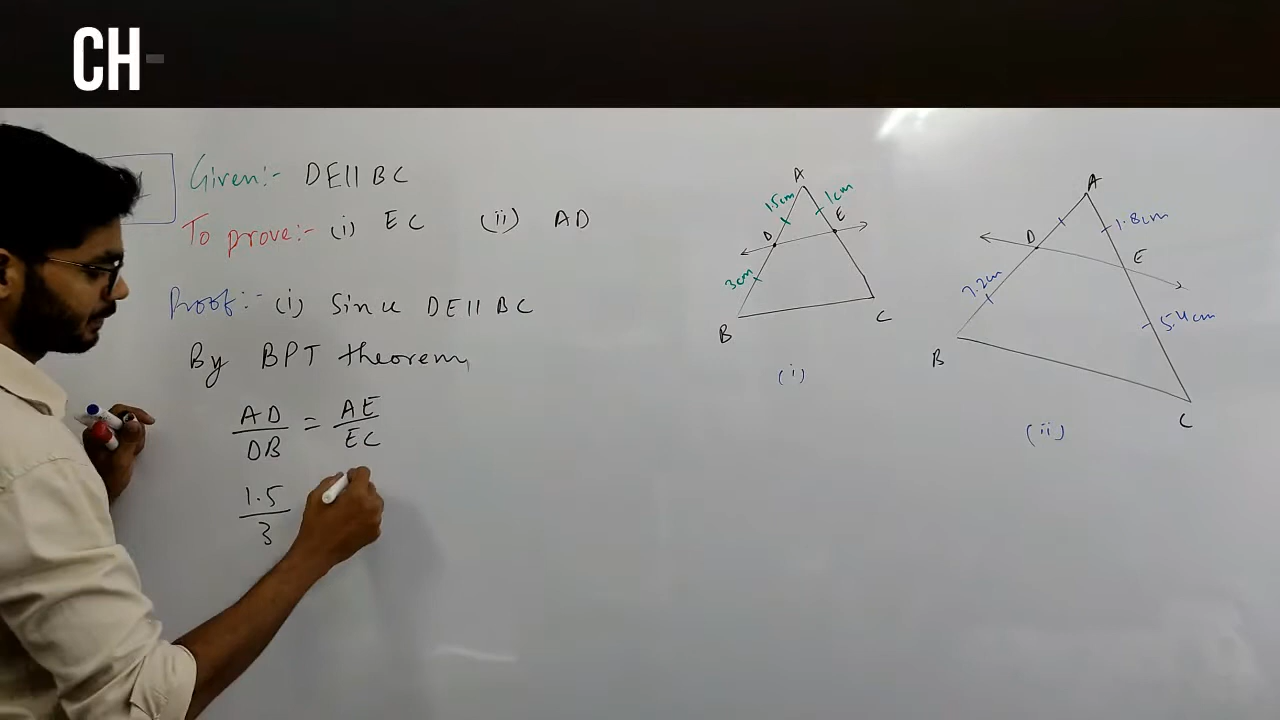 CH-
Given:- DE||BC
To prove:- (i) EC (ii) AD
Proof:- (i) Since DE||BC
By BPT theorem,
AD/DB = AE/EC
1.5/3
A
1.5cm
1cm
D
E
3cm
B
C
(i)
A
1.8cm
D
E
7.2cm
5.4cm
B
C
(ii)